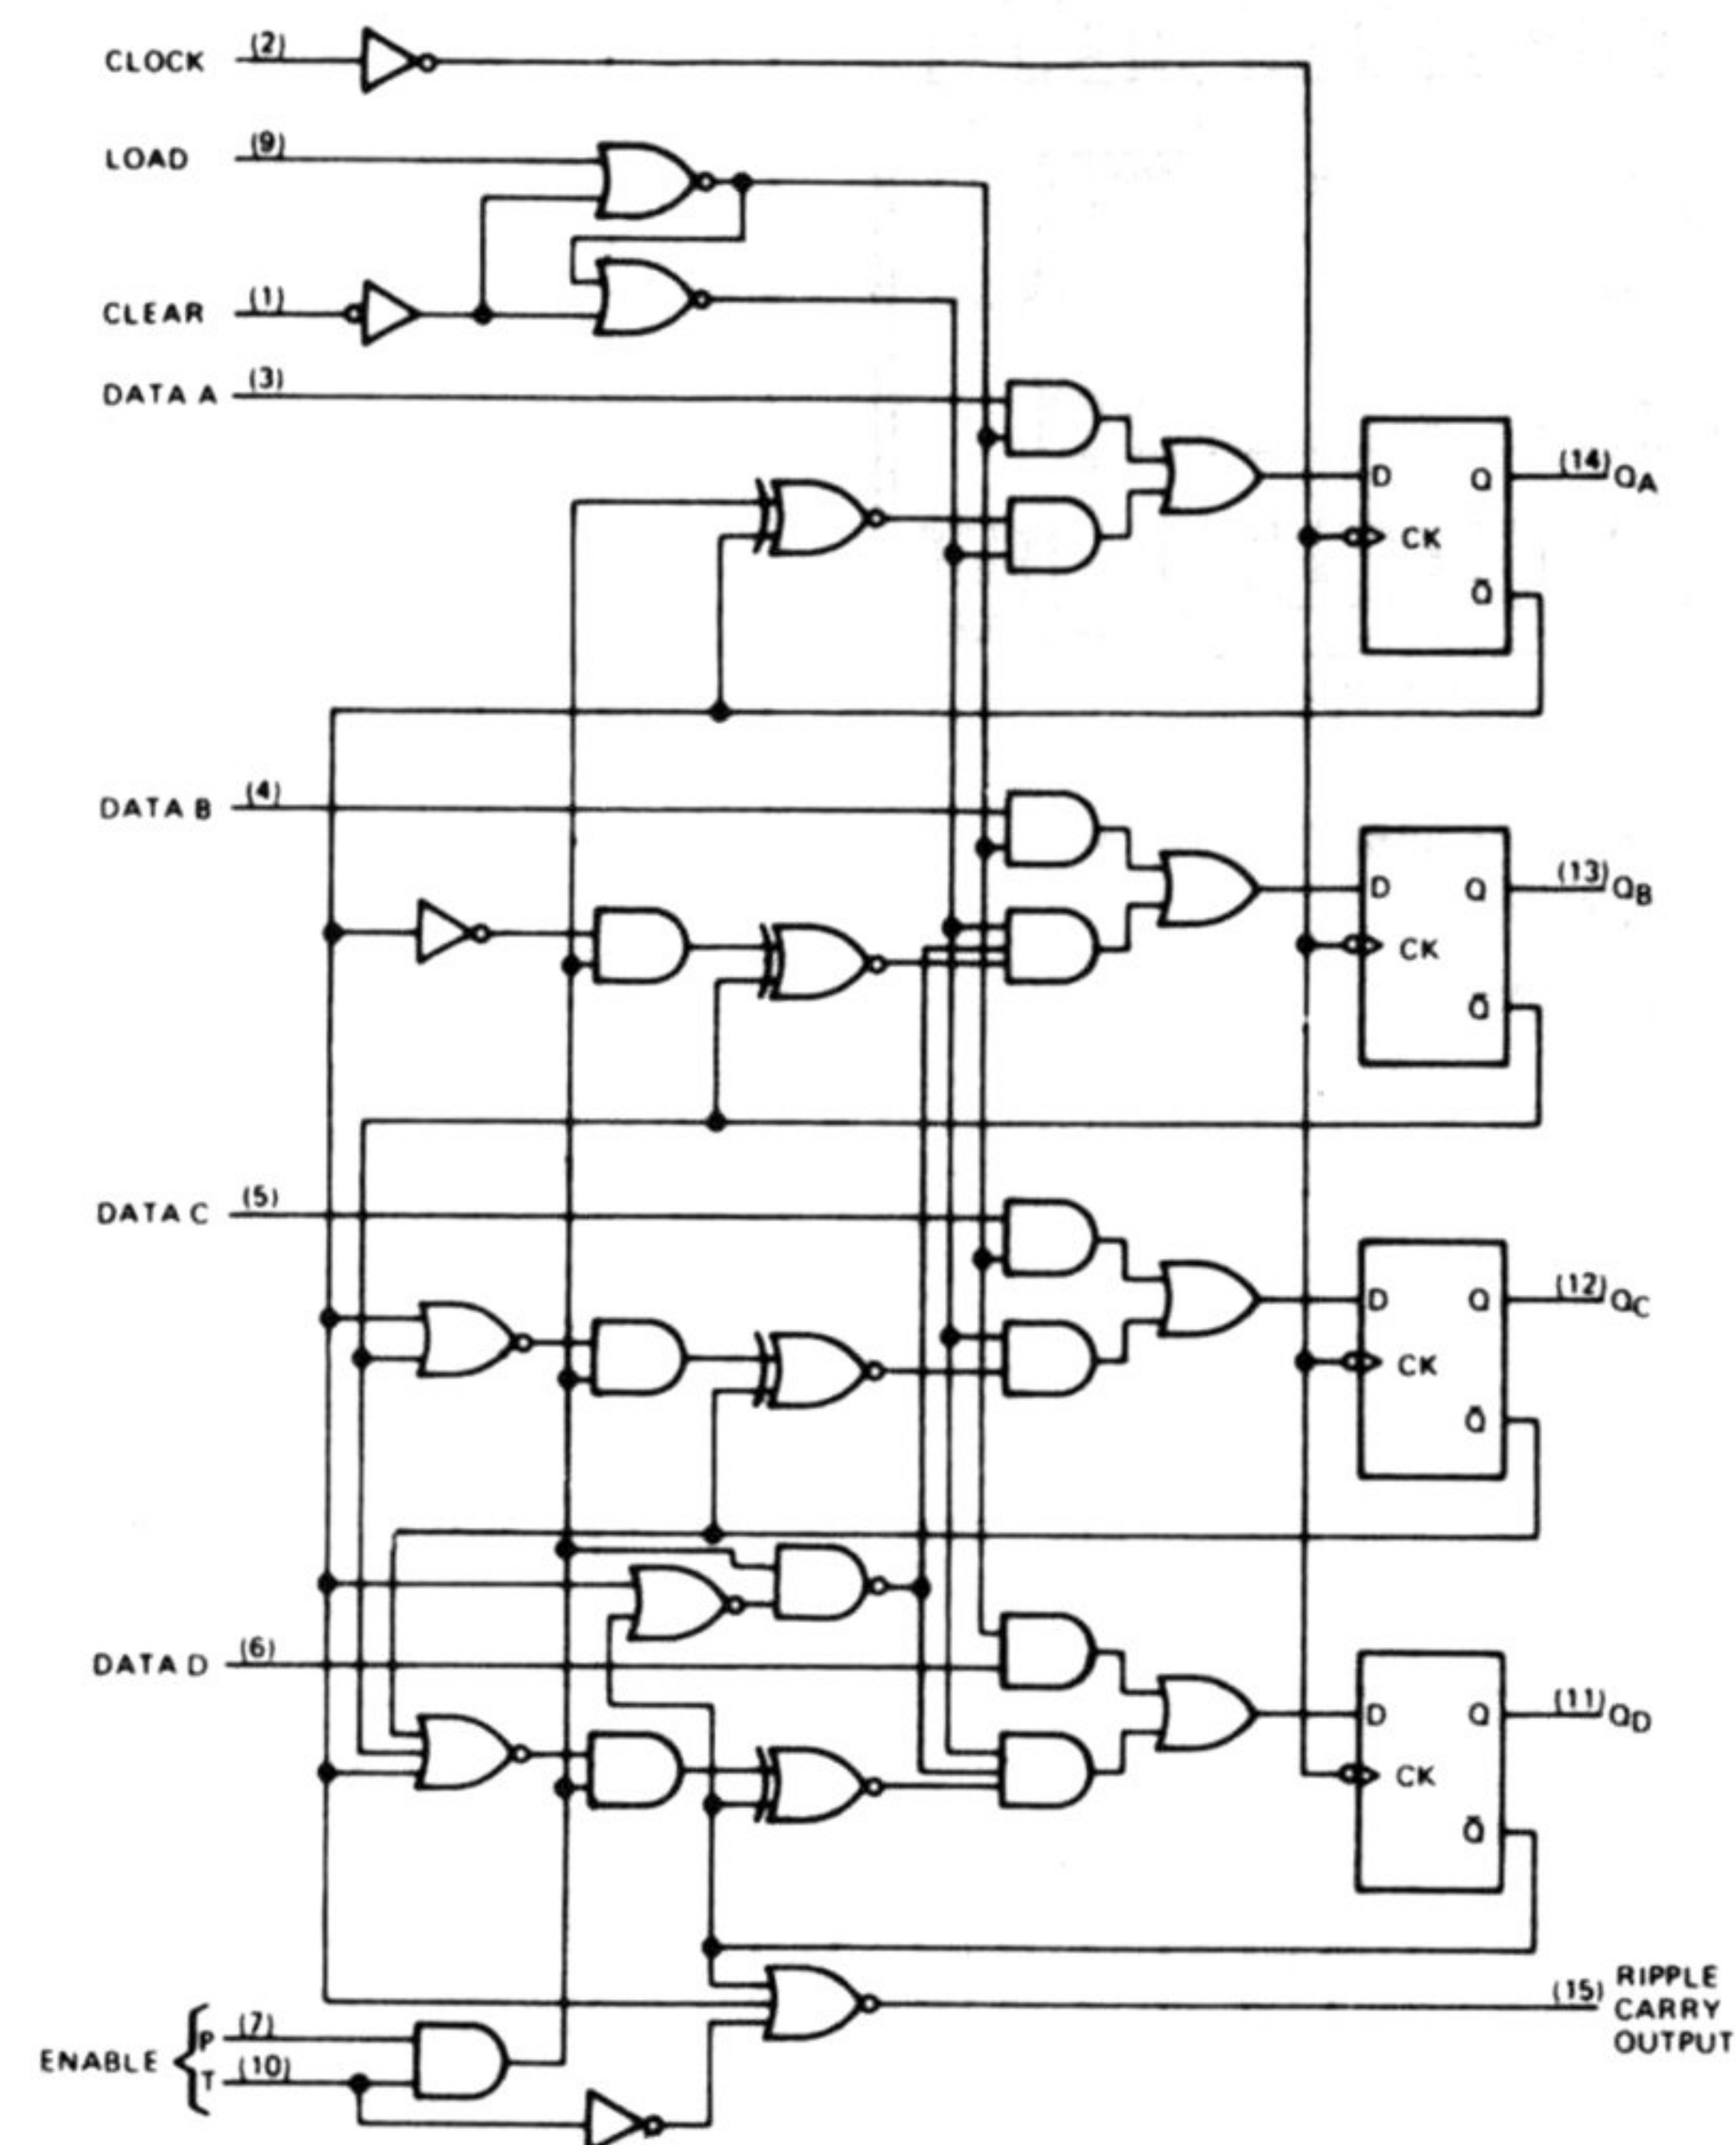 CLOCK (2)
LOAD (9)
CLEAR (1)
DATA A (3)
D Q (14) QA
CK
Q̄
DATA B (4)
D Q (13) QB
CK
Q̄
DATA C (5)
D Q (12) QC
CK
Q̄
DATA D (6)
D Q (11) QD
CK
Q̄
RIPPLE
(15) CARRY
OUTPUT
P (7)
ENABLE {
T (10)